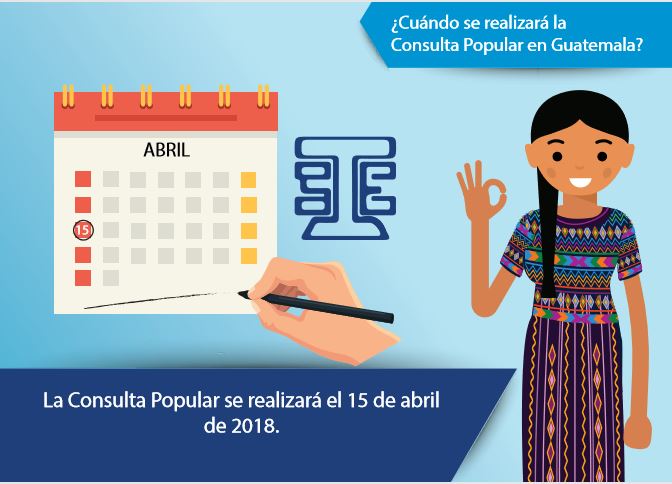 ¿Cuándo se realizará la
Consulta Popular en Guatemala?
ABRIL
15
TSE
La Consulta Popular se realizará el 15 de abril
de 2018.